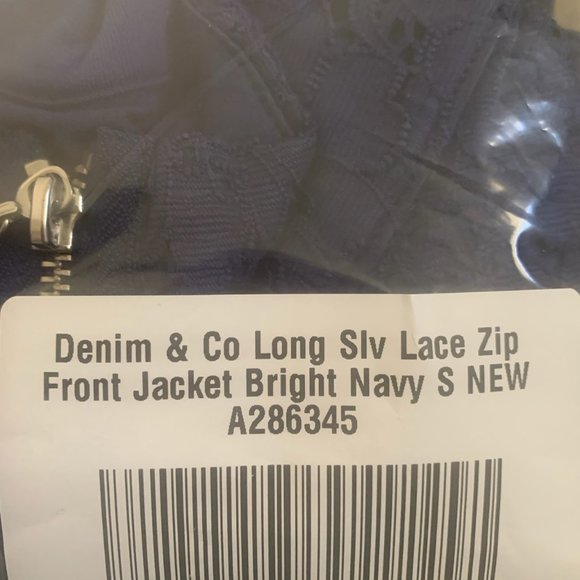 Denim & Co Long Slv Lace Zip
Front Jacket Bright Navy S NEW
A286345